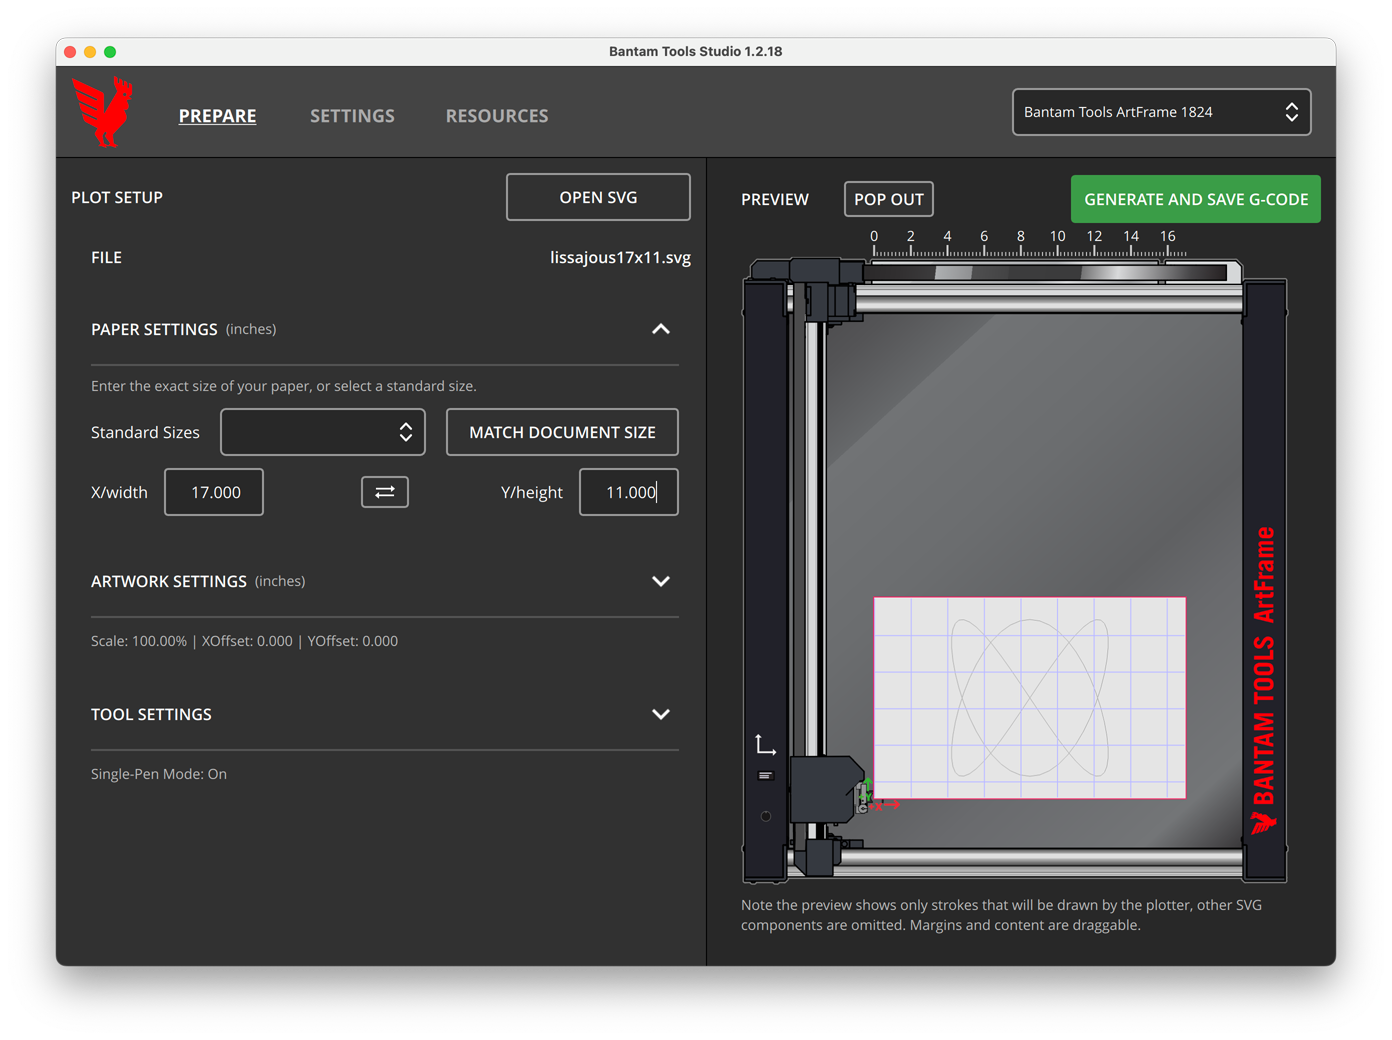 Bantam Tools Studio 1.2.18
PREPARE
SETTINGS
RESOURCES
Bantam Tools ArtFrame 1824
PLOT SETUP
OPEN SVG
FILE
lissajous17x11.svg
PAPER SETTINGS (inches)
Enter the exact size of your paper, or select a standard size.
Standard Sizes
MATCH DOCUMENT SIZE
X/width
17.000
Y/height
11.000
ARTWORK SETTINGS (inches)
Scale: 100.00% | XOffset: 0.000 | YOffset: 0.000
TOOL SETTINGS
Single-Pen Mode: On
PREVIEW
POP OUT
GENERATE AND SAVE G-CODE
0 2 4 6 8 10 12 14 16
BANTAM TOOLS ArtFrame
Note the preview shows only strokes that will be drawn by the plotter, other SVG
components are omitted. Margins and content are draggable.